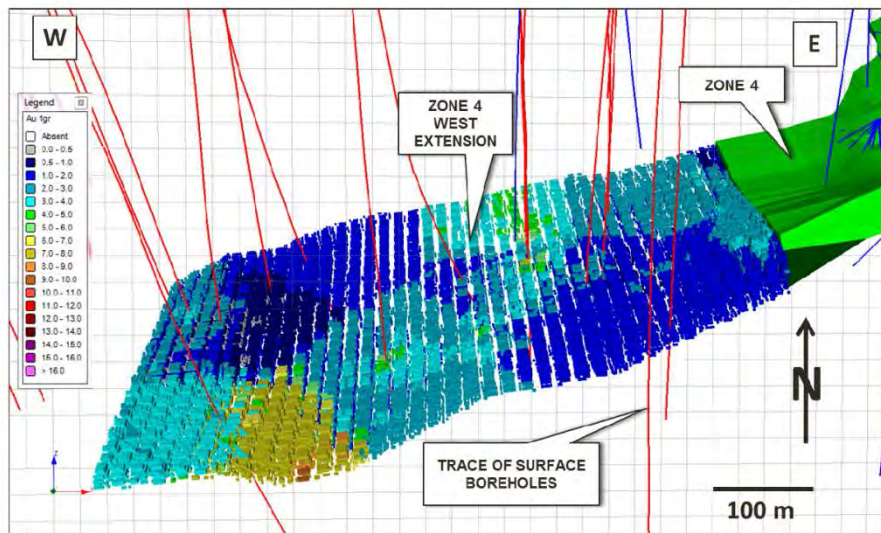 W
E
ZONE 4
ZONE 4
WEST
EXTENSION
Legend
Au 1gr
Absent
0.0 - 0.5
0.5 - 1.0
1.0 - 2.0
2.0 - 3.0
3.0 - 4.0
4.0 - 5.0
5.0 - 6.0
6.0 - 7.0
7.0 - 8.0
8.0 - 9.0
9.0 - 10.0
10.0 - 11.0
11.0 - 12.0
12.0 - 13.0
13.0 - 14.0
14.0 - 15.0
15.0 - 16.0
> 16.0
N
TRACE OF SURFACE
BOREHOLES
Z
100 m